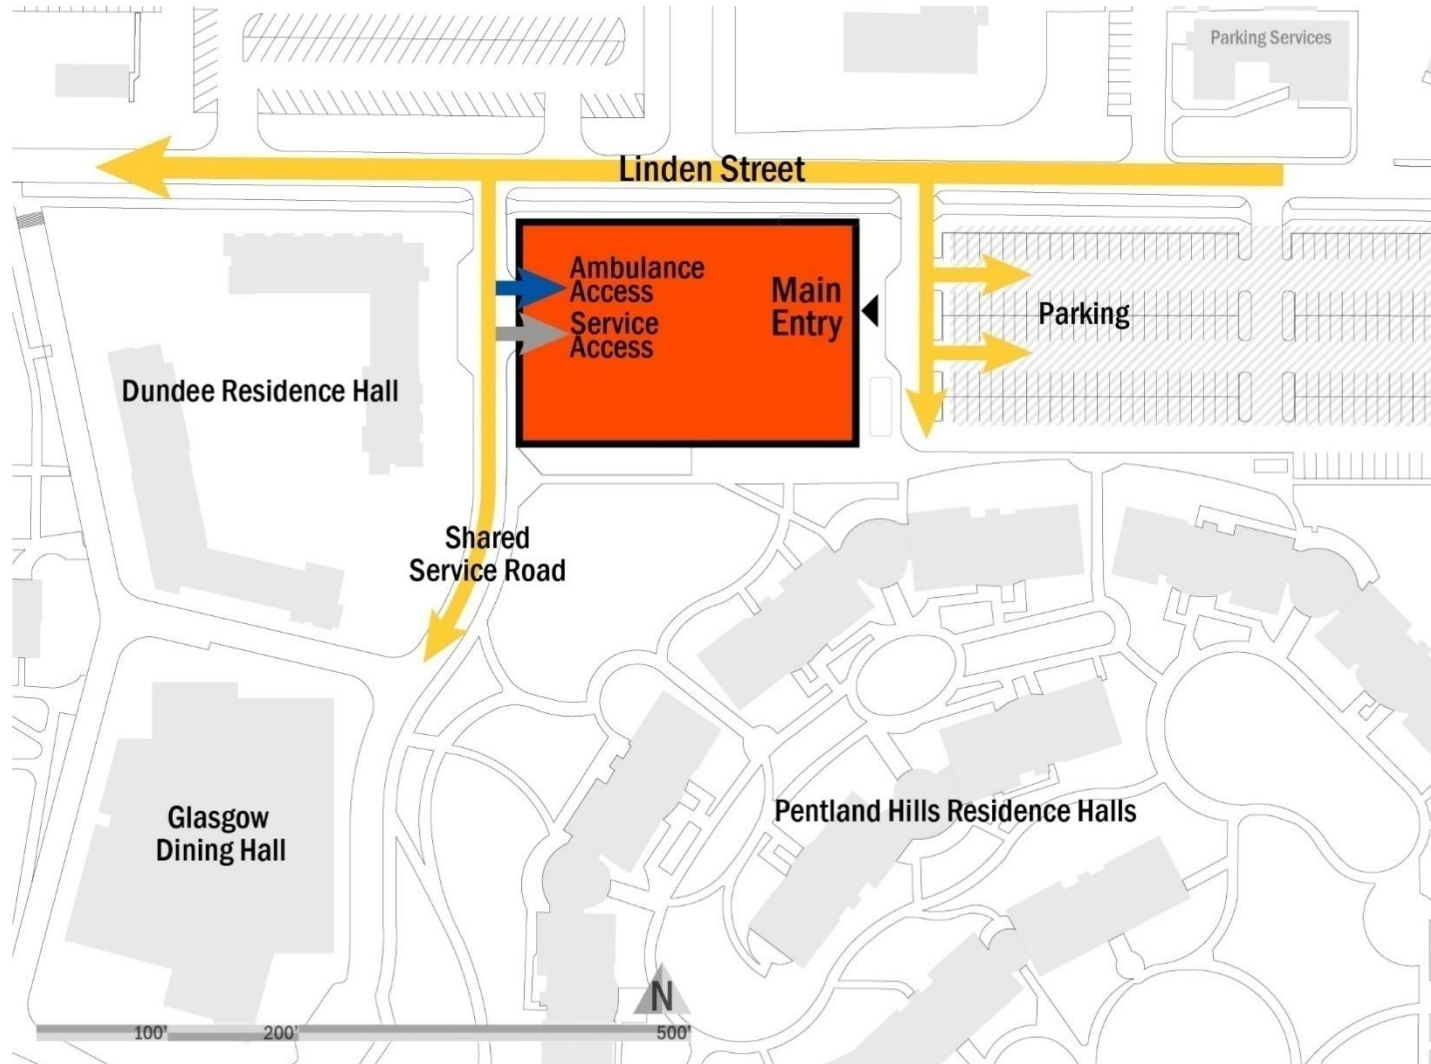 Parking Services
Linden Street
Ambulance
Access
Service
Access
Main
Entry
Parking
Dundee Residence Hall
Shared
Service Road
Glasgow
Dining Hall
Pentland Hills Residence Halls
N
100' 200' 500'